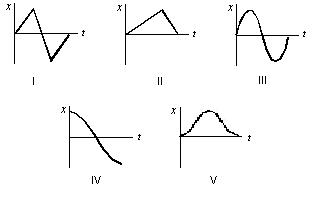 x t x t x t
I II III
x t x t
IV V